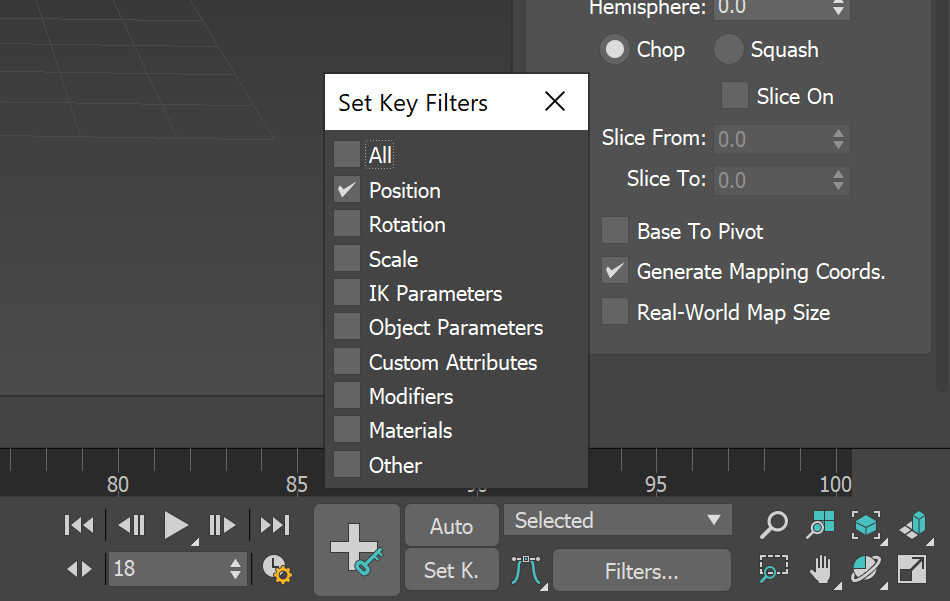 Hemisphere: 0.0
Chop Squash
Slice On
Slice From: 0.0
Slice To: 0.0
Base To Pivot
Generate Mapping Coords.
Real-World Map Size
Set Key Filters
All
Position
Rotation
Scale
IK Parameters
Object Parameters
Custom Attributes
Modifiers
Materials
Other
80 85 95 100
Auto Selected
18 Set K. Filters...